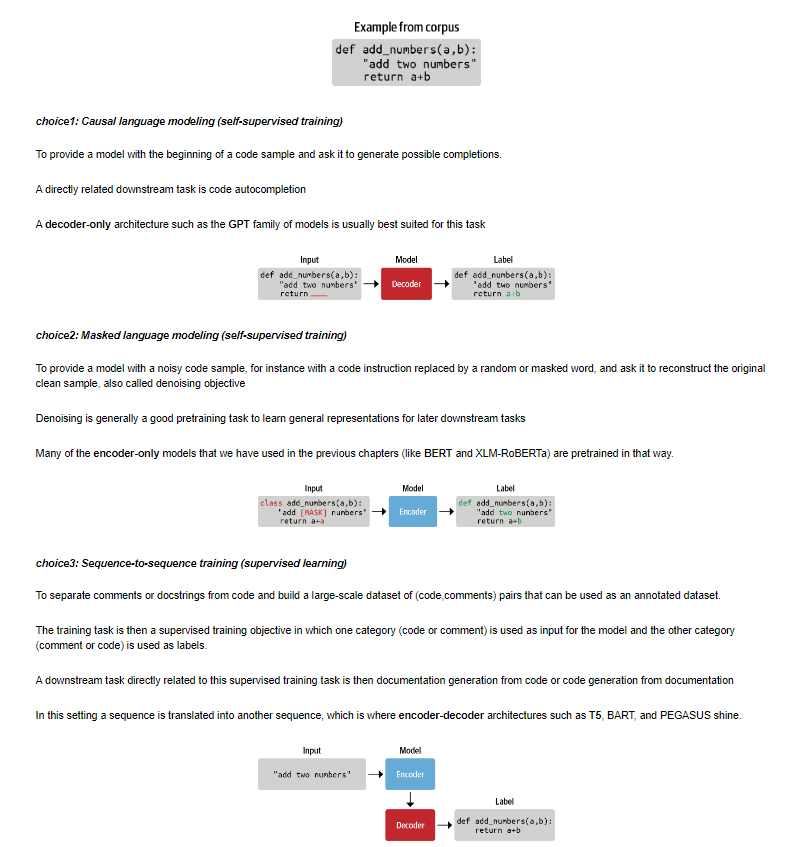 Example from corpus
def add_numbers(a,b):
"add two numbers"
return a+b
choice1: Causal language modeling (self-supervised training)
To provide a model with the beginning of a code sample and ask it to generate possible completions.
A directly related downstream task is code autocompletion
A decoder-only architecture such as the GPT family of models is usually best suited for this task
Input Model Label
def add_numbers(a,b):
"add two numbers"
return ___
Decoder
def add_numbers(a,b):
"add two numbers"
return a+b
choice2: Masked language modeling (self-supervised training)
To provide a model with a noisy code sample, for instance with a code instruction replaced by a random or masked word, and ask it to reconstruct the original
clean sample, also called denoising objective
Denoising is generally a good pretraining task to learn general representations for later downstream tasks
Many of the encoder-only models that we have used in the previous chapters (like BERT and XLM-RoBERTa) are pretrained in that way.
Input Model Label
class add_numbers(a,b):
"add [MASK] numbers"
return a+a
Encoder
def add_numbers(a,b):
"add two numbers"
return a+b
choice3: Sequence-to-sequence training (supervised learning)
To separate comments or docstrings from code and build a large-scale dataset of (code,comments) pairs that can be used as an annotated dataset.
The training task is then a supervised training objective in which one category (code or comment) is used as input for the model and the other category
(comment or code) is used as labels.
A downstream task directly related to this supervised training task is then documentation generation from code or code generation from documentation
In this setting a sequence is translated into another sequence, which is where encoder-decoder architectures such as T5, BART, and PEGASUS shine.
Input Model
"add two numbers"
Encoder
Label
Decoder
def add_numbers(a,b):
return a+b